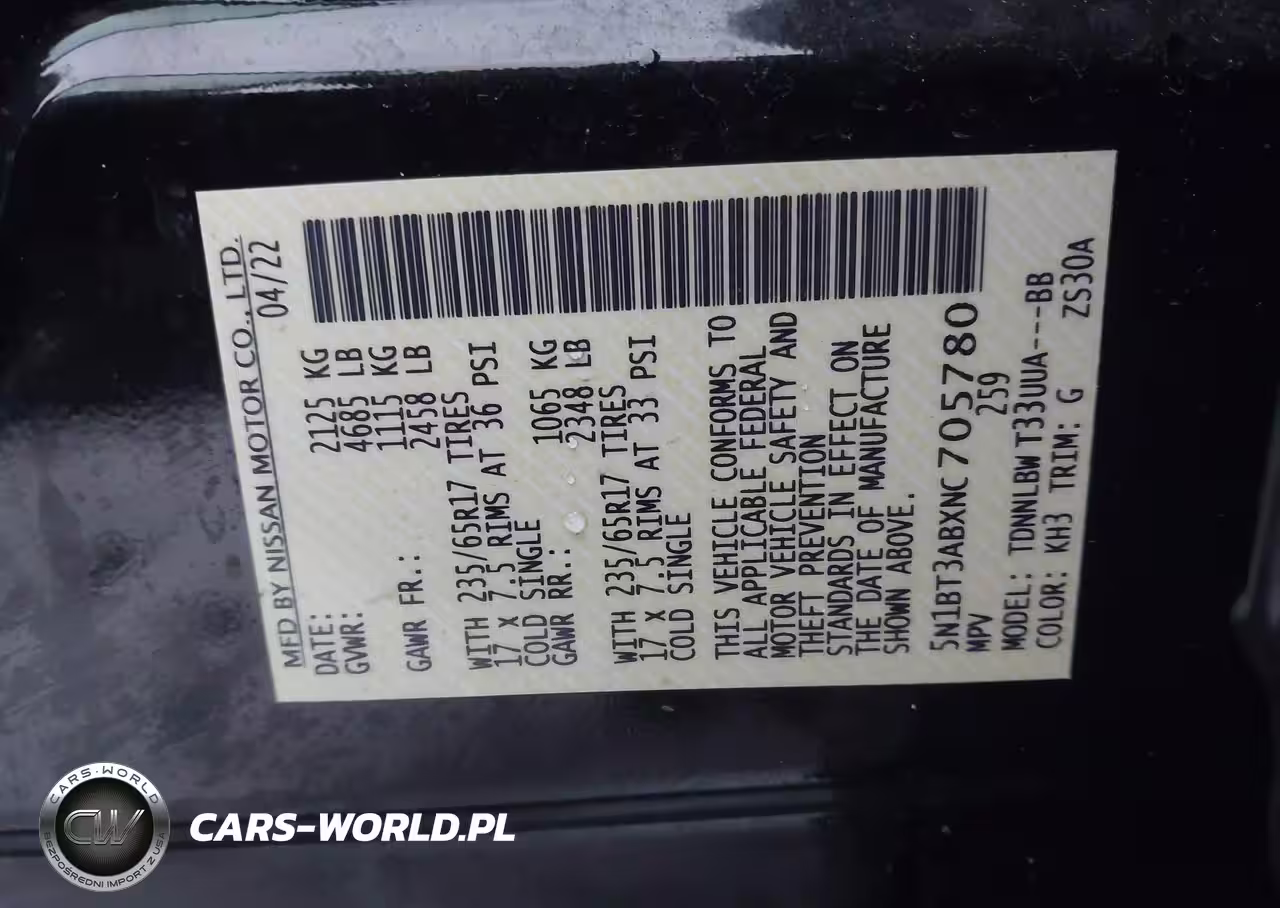 MFD BY NISSAN MOTOR CO., LTD.
DATE: 04/22
GVWR: 2125 KG
4685 LB
1115 KG
GAWR FR.: 2458 LB
WITH 235/65R17 TIRES
17 X 7.5 RIMS AT 36 PSI
COLD SINGLE 1065 KG
GAWR RR.: 2348 LB
WITH 235/65R17 TIRES
17 X 7.5 RIMS AT 33 PSI
COLD SINGLE
THIS VEHICLE CONFORMS TO
ALL APPLICABLE FEDERAL
MOTOR VEHICLE SAFETY AND
THEFT PREVENTION
STANDARDS IN EFFECT ON
THE DATE OF MANUFACTURE
SHOWN ABOVE.
5N1BT3ABXNC705780
MPV 259
MODEL: TDNNLBW T33UUA---BB
COLOR: KH3 TRIM: G ZS30A
CARS-WORLD
CW
BEZPOŚREDNI IMPORT Z USA
CARS-WORLD.PL